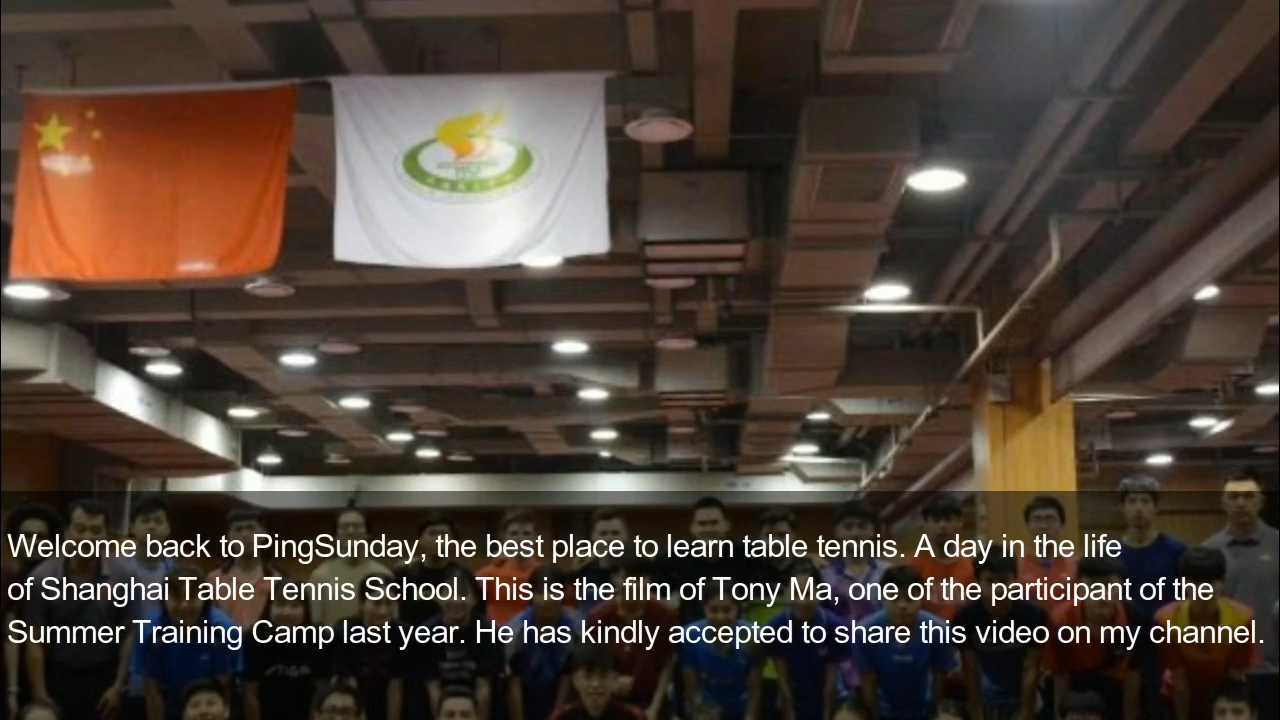 Welcome back to PingSunday, the best place to learn table tennis. A day in the life
of Shanghai Table Tennis School. This is the film of Tony Ma, one of the participant of the
Summer Training Camp last year. He has kindly accepted to share this video on my channel.